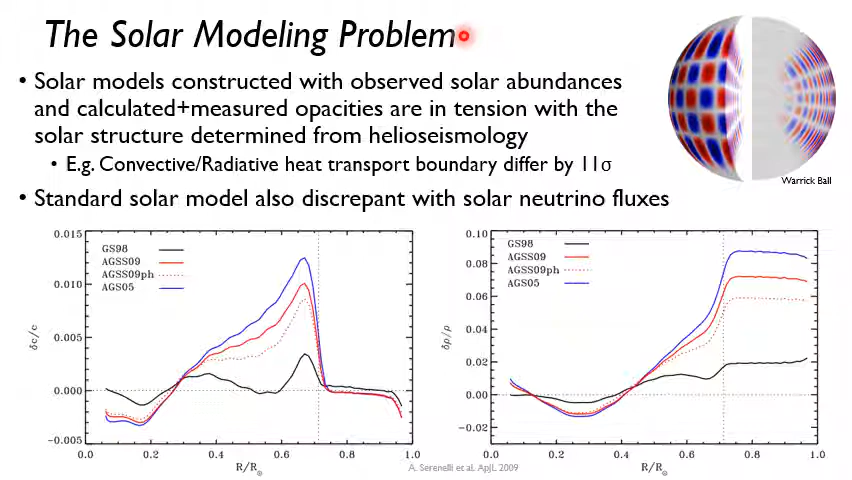 The Solar Modeling Problem
• Solar models constructed with observed solar abundances
and calculated+measured opacities are in tension with the
solar structure determined from helioseismology
• E.g. Convective/Radiative heat transport boundary differ by 11σ
Warrick Ball
• Standard solar model also discrepant with solar neutrino fluxes
0.015
0.010
0.005
0.000
−0.005
δc/c
GS98
AGSS09
AGSS09ph
AGS05
0.0 0.2 0.4 0.6 0.8 1.0
R/R☉
0.10
0.08
0.06
0.04
0.02
0.00
−0.02
δρ/ρ
GS98
AGSS09
AGSS09ph
AGS05
0.0 0.2 0.4 0.6 0.8 1.0
R/R☉
A. Serenelli et al. ApJL 2009